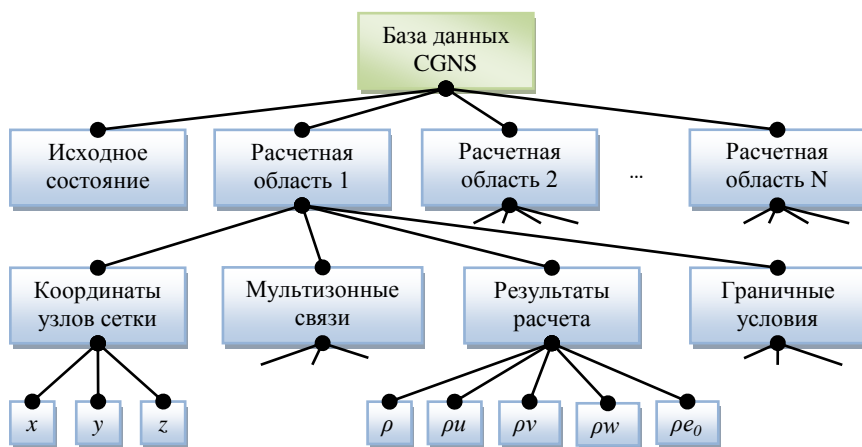 База данных
CGNS
Исходное
состояние
Расчетная
область 1
Расчетная
область 2
...
Расчетная
область N
Координаты
узлов сетки
Мультизонные
связи
Результаты
расчета
Граничные
условия
x
y
z
ρ
ρu
ρv
ρw
ρe₀